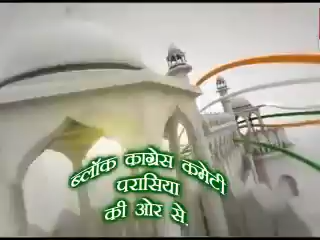 ब्लॉक काग्रेस कमेटी
परासिया
की ओर से.